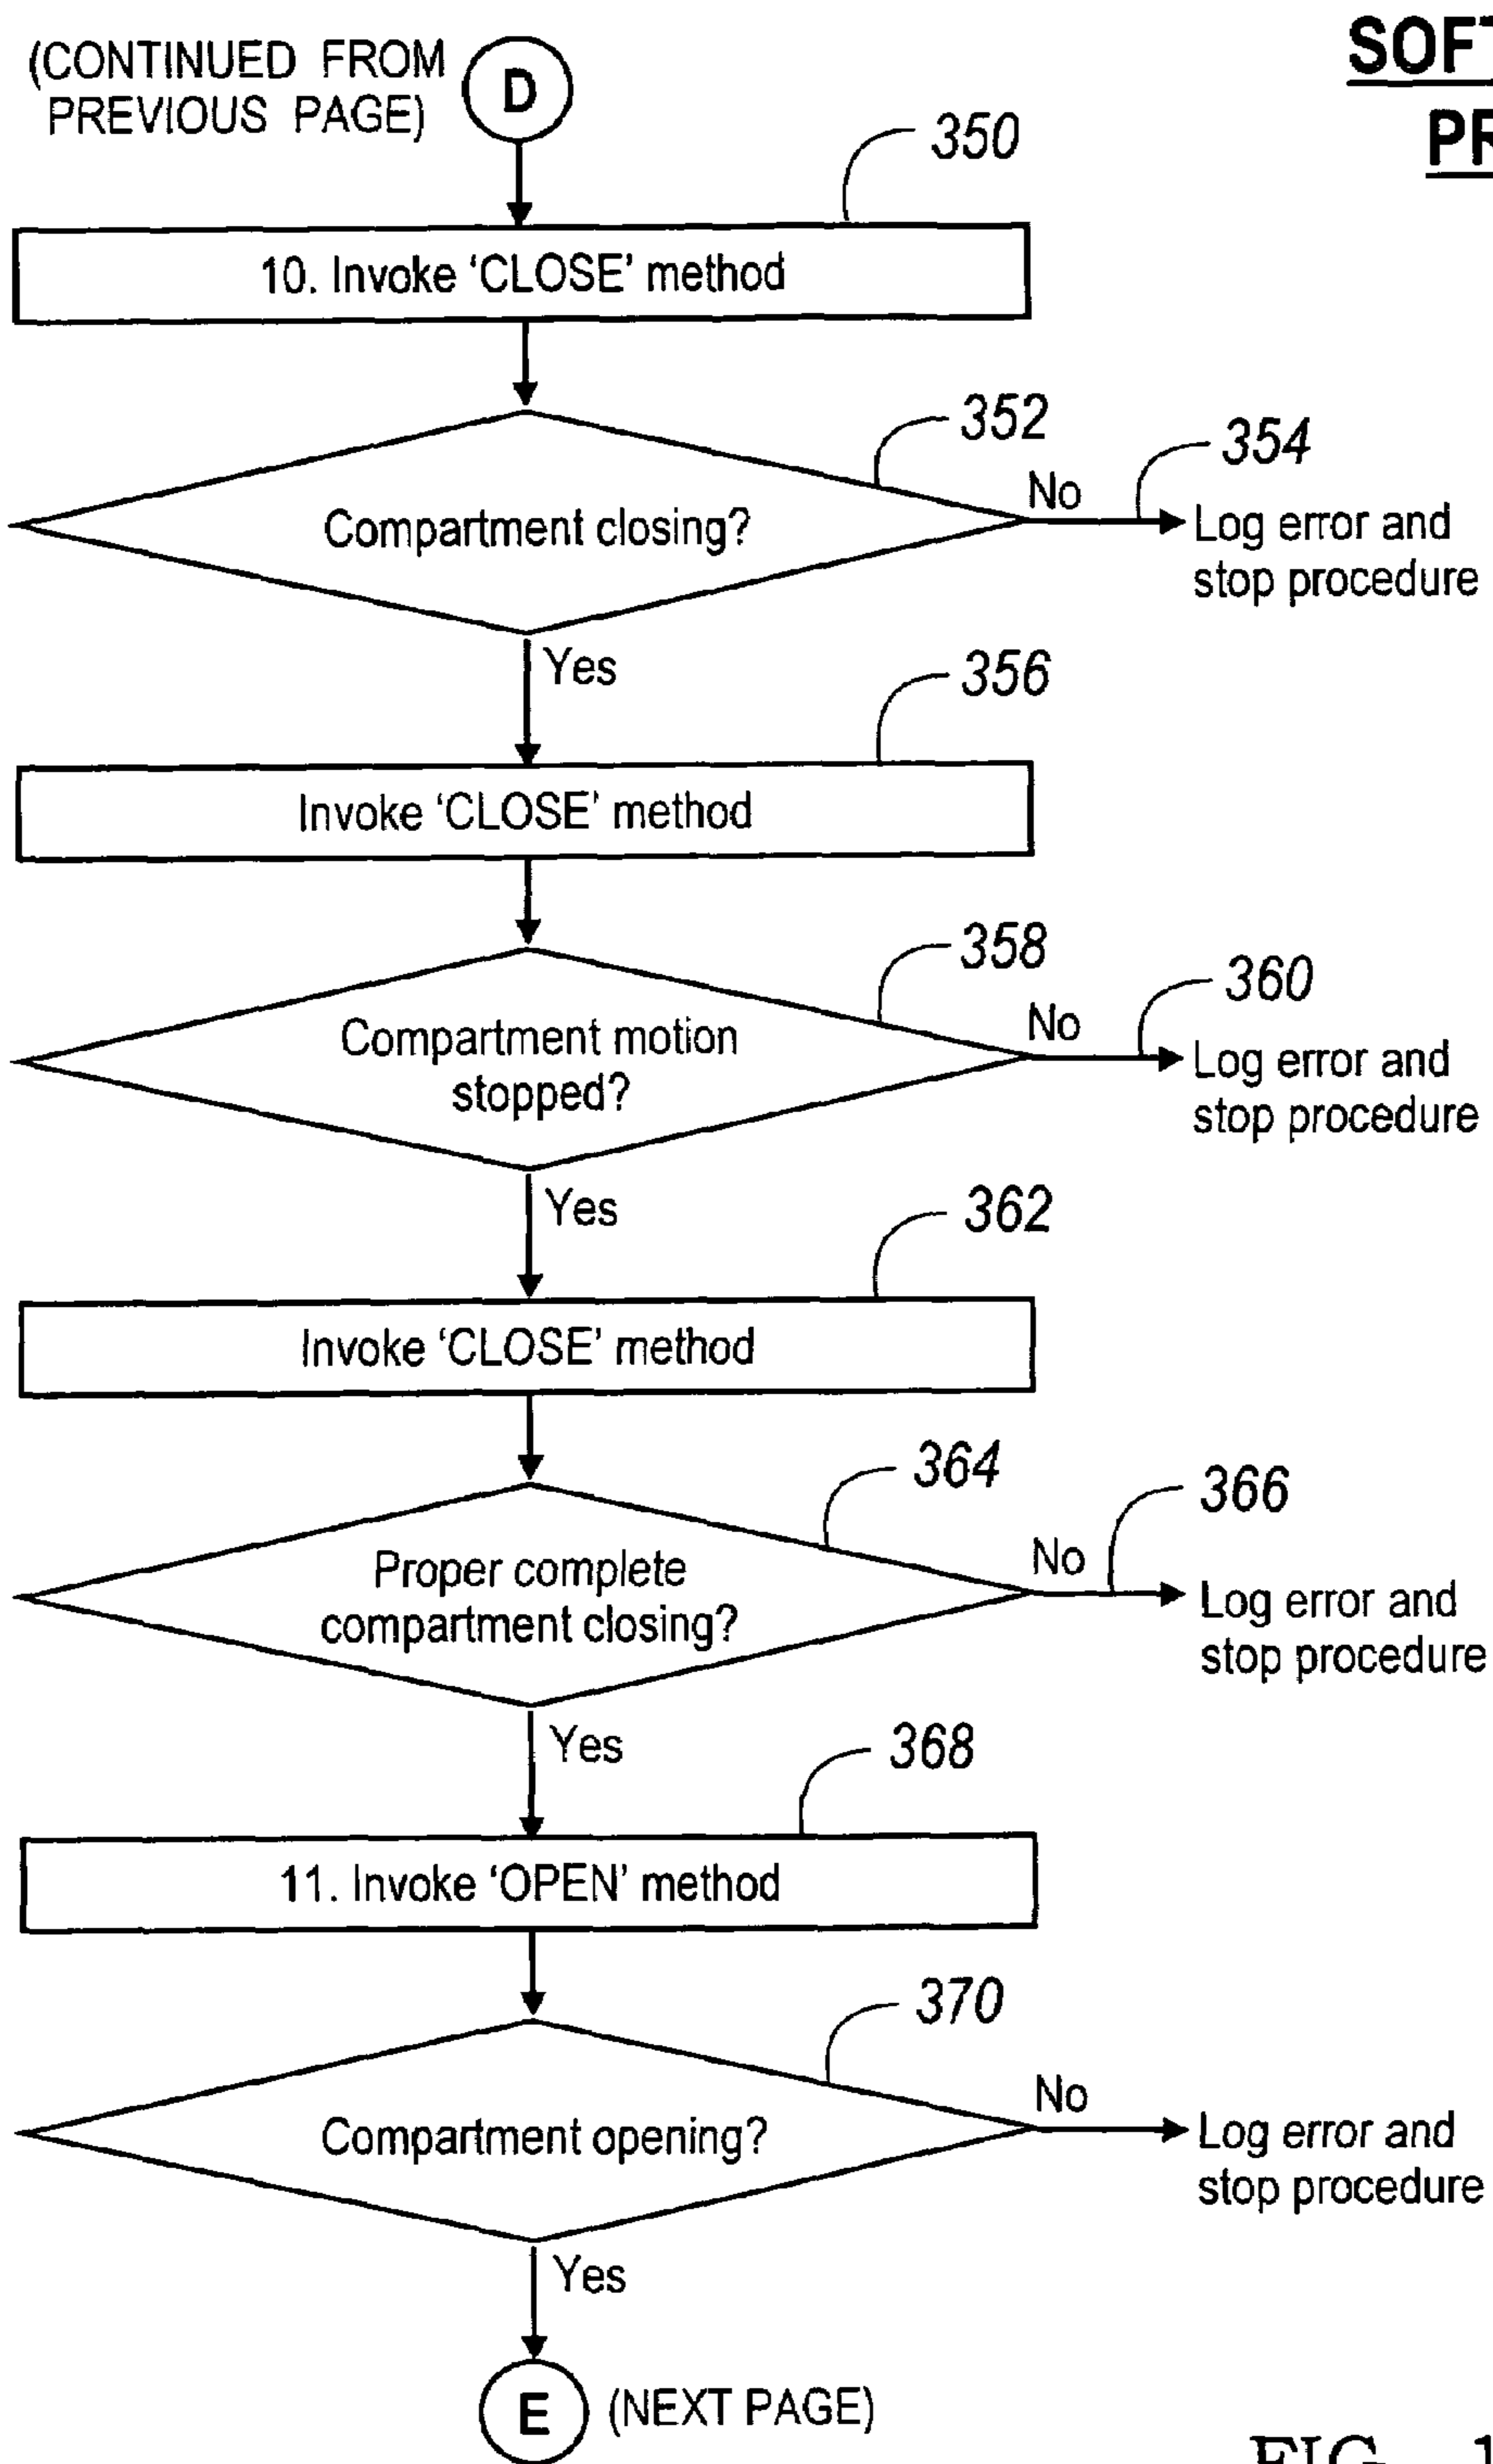 (CONTINUED FROM
PREVIOUS PAGE)
D
350
10. Invoke ‘CLOSE’ method
352
Compartment closing?
No
354
Log error and
stop procedure
Yes
356
Invoke ‘CLOSE’ method
358
Compartment motion
stopped?
No
360
Log error and
stop procedure
Yes
362
Invoke ‘CLOSE’ method
364
Proper complete
compartment closing?
No
366
Log error and
stop procedure
Yes
368
11. Invoke ‘OPEN’ method
370
Compartment opening?
No
Log error and
stop procedure
Yes
E
(NEXT PAGE)